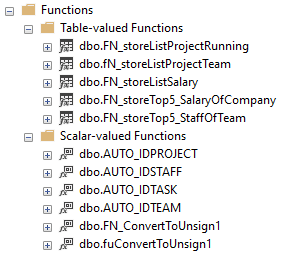 Functions
Table-valued Functions
dbo.FN_storeListProjectRunning
dbo.fN_storeListProjectTeam
dbo.FN_storeListSalary
dbo.FN_storeTop5_SalaryOfCompany
dbo.FN_storeTop5_StaffOfTeam
Scalar-valued Functions
dbo.AUTO_IDPROJECT
dbo.AUTO_IDSTAFF
dbo.AUTO_IDTASK
dbo.AUTO_IDTEAM
dbo.FN_ConvertToUnsign1
dbo.fuConvertToUnsign1